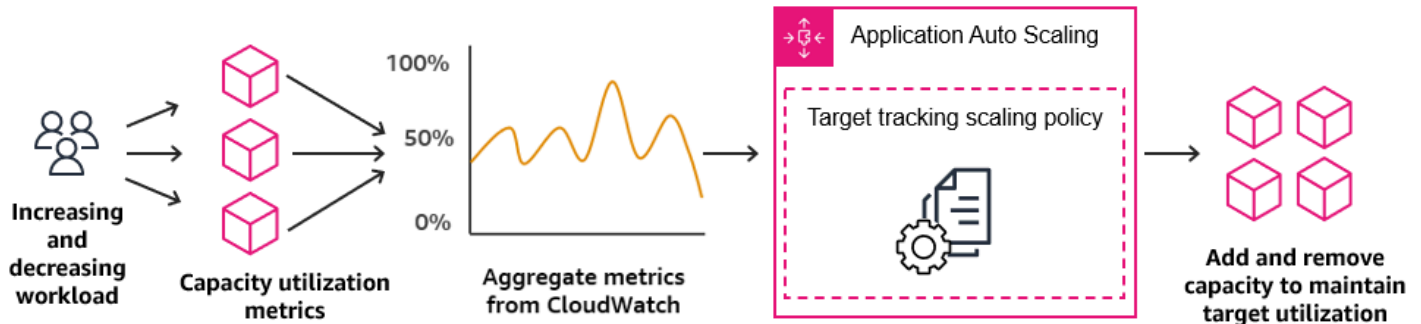 Increasing
and
decreasing
workload
Capacity utilization
metrics
100%
50%
0%
Aggregate metrics
from CloudWatch
Application Auto Scaling
Target tracking scaling policy
Add and remove
capacity to maintain
target utilization